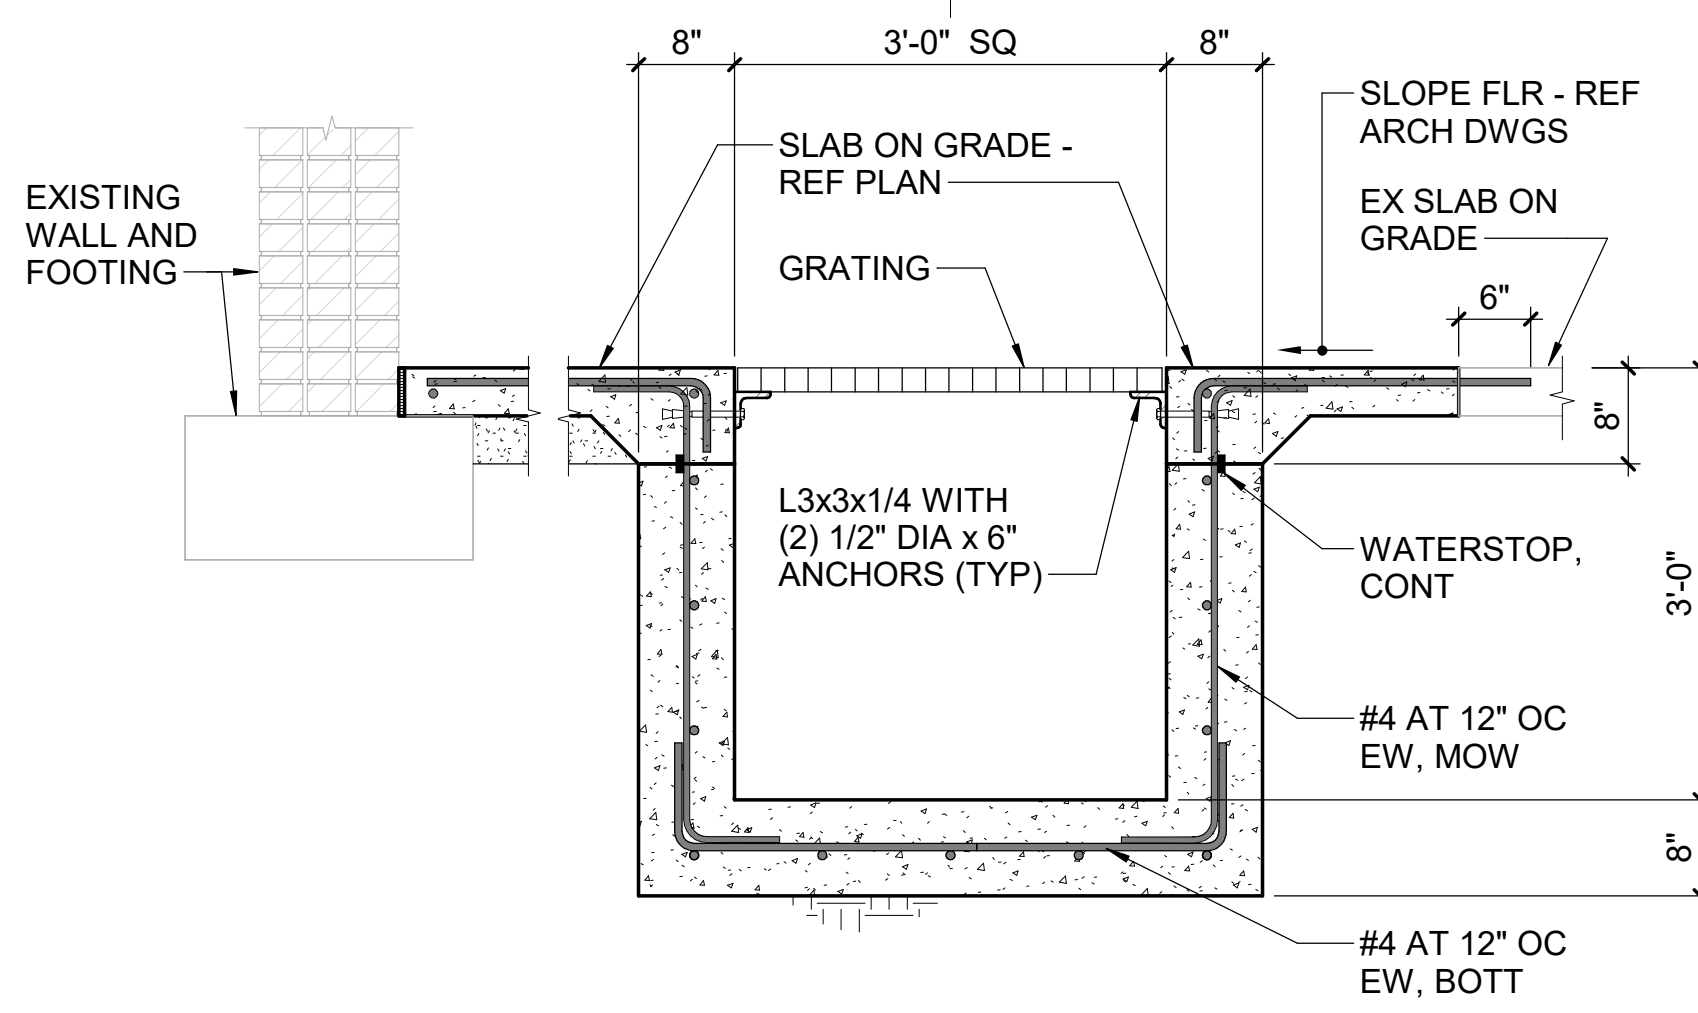 8"
3'-0" SQ
8"
SLOPE FLR - REF
ARCH DWGS
SLAB ON GRADE -
REF PLAN
EXISTING
WALL AND
FOOTING
EX SLAB ON
GRADE
GRATING
6"
8"
L3x3x1/4 WITH
(2) 1/2" DIA x 6"
ANCHORS (TYP)
WATERSTOP,
CONT
3'-0"
#4 AT 12" OC
EW, MOW
8"
#4 AT 12" OC
EW, BOTT